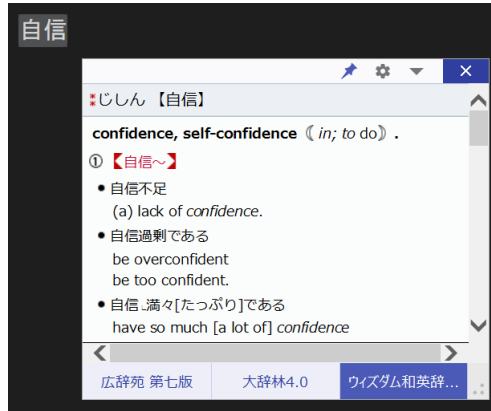 自信
⁑じしん 【自信】
confidence, self-confidence 〘in; to do〙.
① 【自信～】
● 自信不足
(a) lack of confidence.
● 自信過剰である
be overconfident
be too confident.
● 自信˽満々[たっぷり]である
have so much [a lot of] confidence
広辞苑 第七版 大辞林4.0 ウィズダム和英辞…